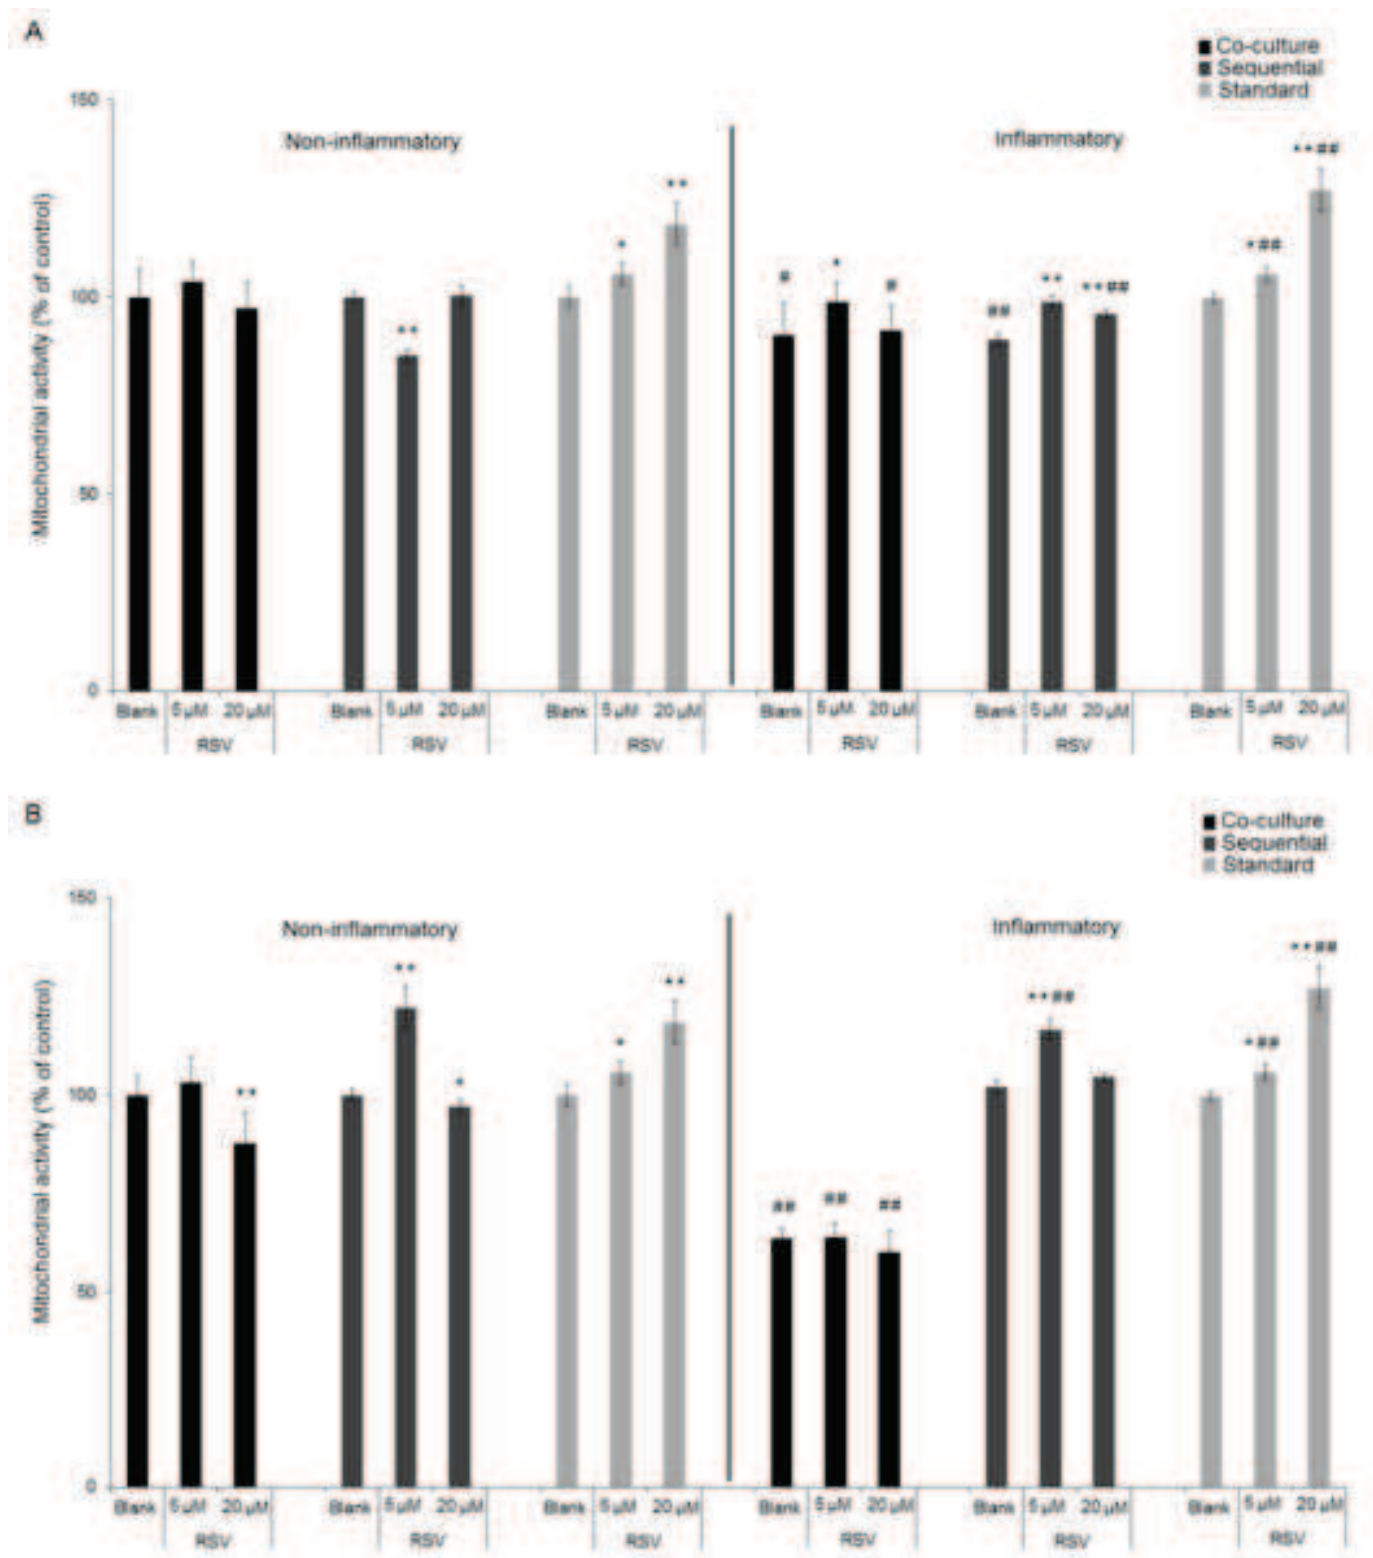 A
Co-culture
Sequential
Standard
150
Non-inflammatory
Inflammatory
**##
**
*
*##
#
*
#
**
**##
##
100
**
Mitochondrial activity (% of control)
50
0
Blank 5 µM 20 µM Blank 5 µM 20 µM Blank 5 µM 20 µM Blank 5 µM 20 µM Blank 5 µM 20 µM Blank 5 µM 20 µM
RSV RSV RSV RSV RSV RSV
B
Co-culture
Sequential
Standard
150
Non-inflammatory
Inflammatory
**##
**
**
**##
*
*##
*
**
100
Mitochondrial activity (% of control)
## ## ##
50
0
Blank 5 µM 20 µM Blank 5 µM 20 µM Blank 5 µM 20 µM Blank 5 µM 20 µM Blank 5 µM 20 µM Blank 5 µM 20 µM
RSV RSV RSV RSV RSV RSV